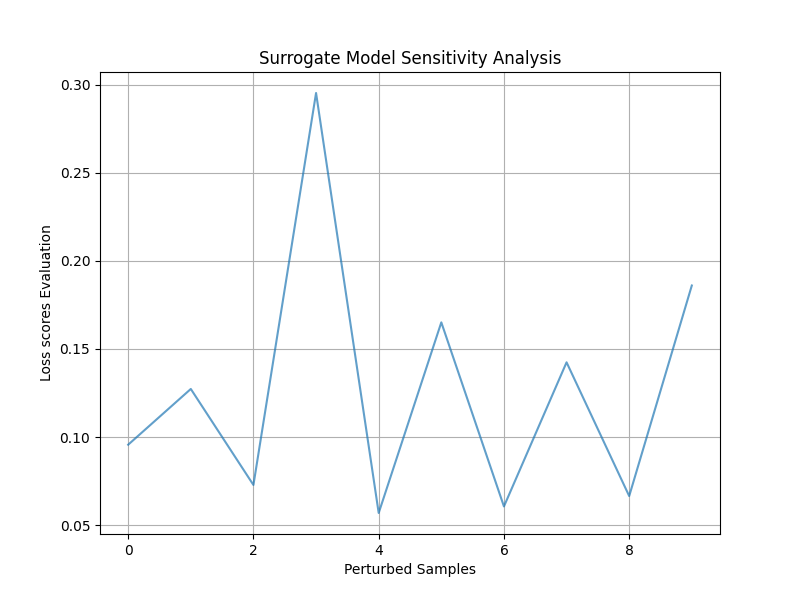 Surrogate Model Sensitivity Analysis
0.30
0.25
0.20
0.15
0.10
0.05
Loss scores Evaluation
0 2 4 6 8
Perturbed Samples